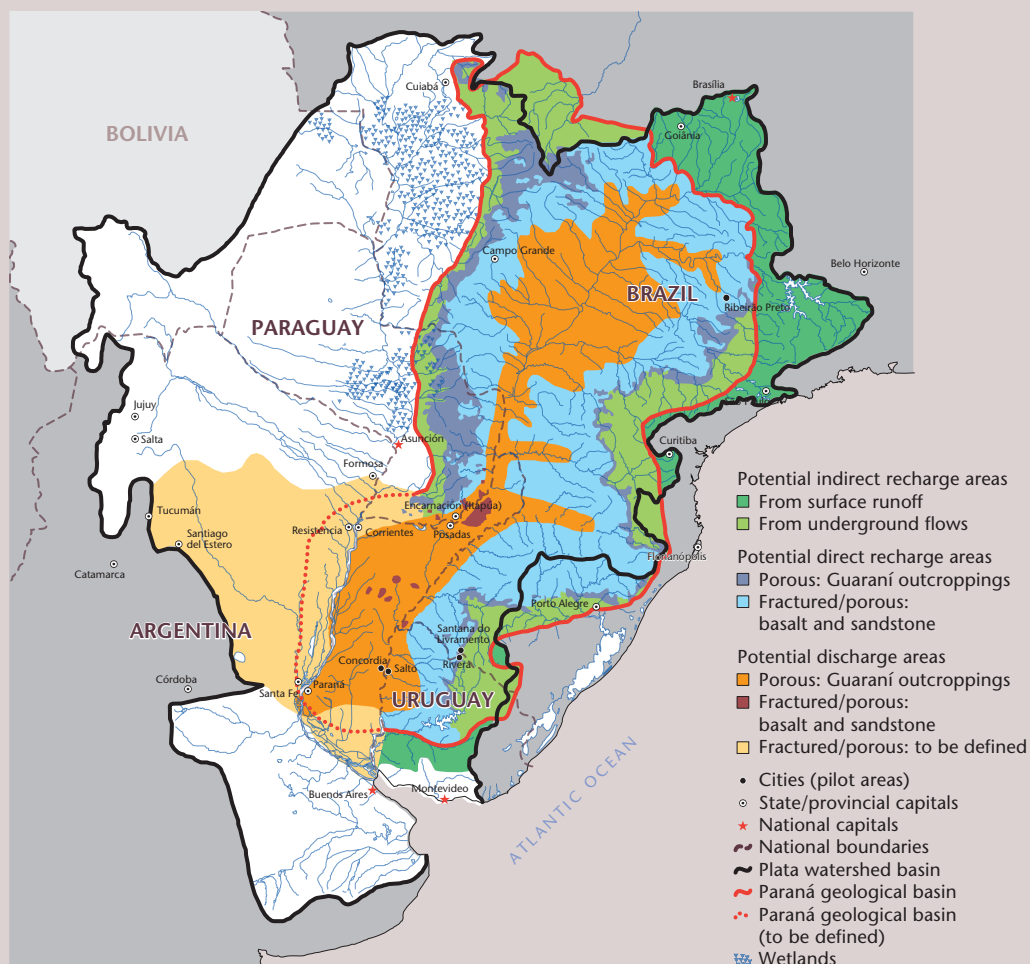 Cuiabá
Brasília
Goiânia
BOLIVIA
Belo Horizonte
Campo Grande
BRAZIL
Ribeirão Preto
PARAGUAY
Jujuy
Salta
Asunción
Curitiba
Formosa
Tucumán
Encarnación (Itapúa)
Resistencia
Corrientes
Posadas
Santiago
del Estero
Florianópolis
Catamarca
Porto Alegre
ARGENTINA
Santana do
Livramento
Rivera
Concordia
Salto
Córdoba
Santa Fe
Paraná
URUGUAY
Buenos Aires
Montevideo
ATLANTIC OCEAN
Potential indirect recharge areas
From surface runoff
From underground flows
Potential direct recharge areas
Porous: Guaraní outcroppings
Fractured/porous:
basalt and sandstone
Potential discharge areas
Porous: Guaraní outcroppings
Fractured/porous:
basalt and sandstone
Fractured/porous: to be defined
Cities (pilot areas)
State/provincial capitals
National capitals
National boundaries
Plata watershed basin
Paraná geological basin
Paraná geological basin
(to be defined)
Wetlands